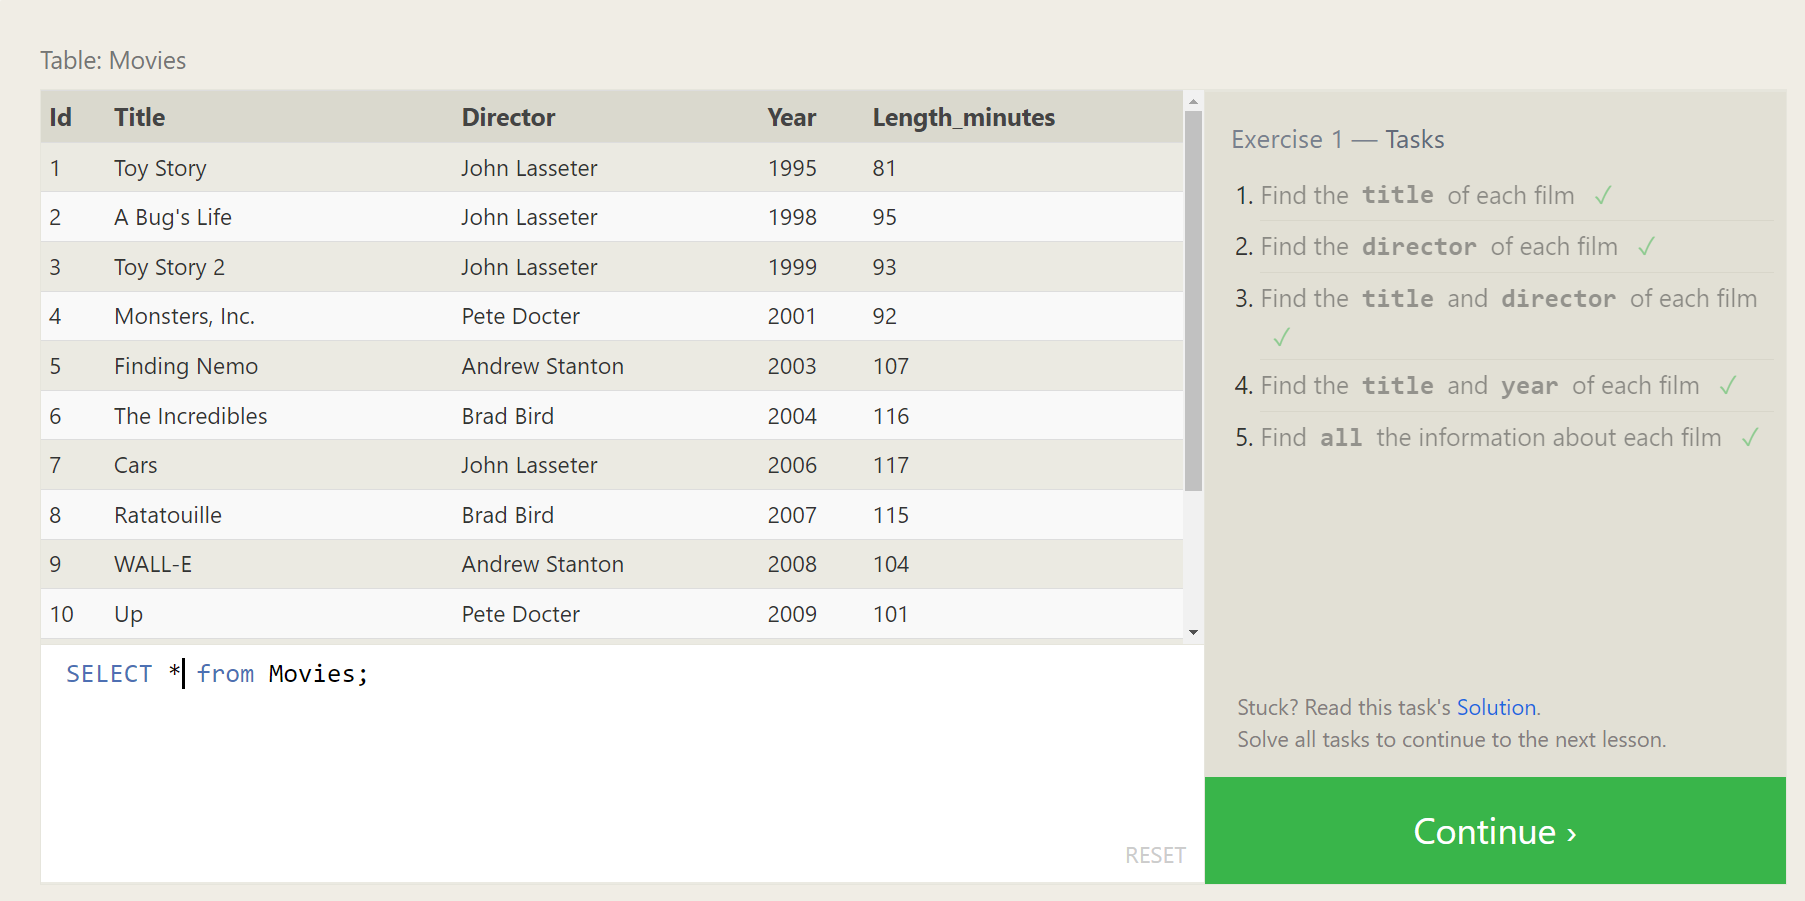 Table: Movies
Id Title Director Year Length_minutes
1 Toy Story John Lasseter 1995 81
2 A Bug's Life John Lasseter 1998 95
3 Toy Story 2 John Lasseter 1999 93
4 Monsters, Inc. Pete Docter 2001 92
5 Finding Nemo Andrew Stanton 2003 107
6 The Incredibles Brad Bird 2004 116
7 Cars John Lasseter 2006 117
8 Ratatouille Brad Bird 2007 115
9 WALL-E Andrew Stanton 2008 104
10 Up Pete Docter 2009 101
SELECT * from Movies;
RESET
Exercise 1 — Tasks
1. Find the title of each film ✓
2. Find the director of each film ✓
3. Find the title and director of each film
✓
4. Find the title and year of each film ✓
5. Find all the information about each film ✓
Stuck? Read this task's Solution.
Solve all tasks to continue to the next lesson.
Continue ›